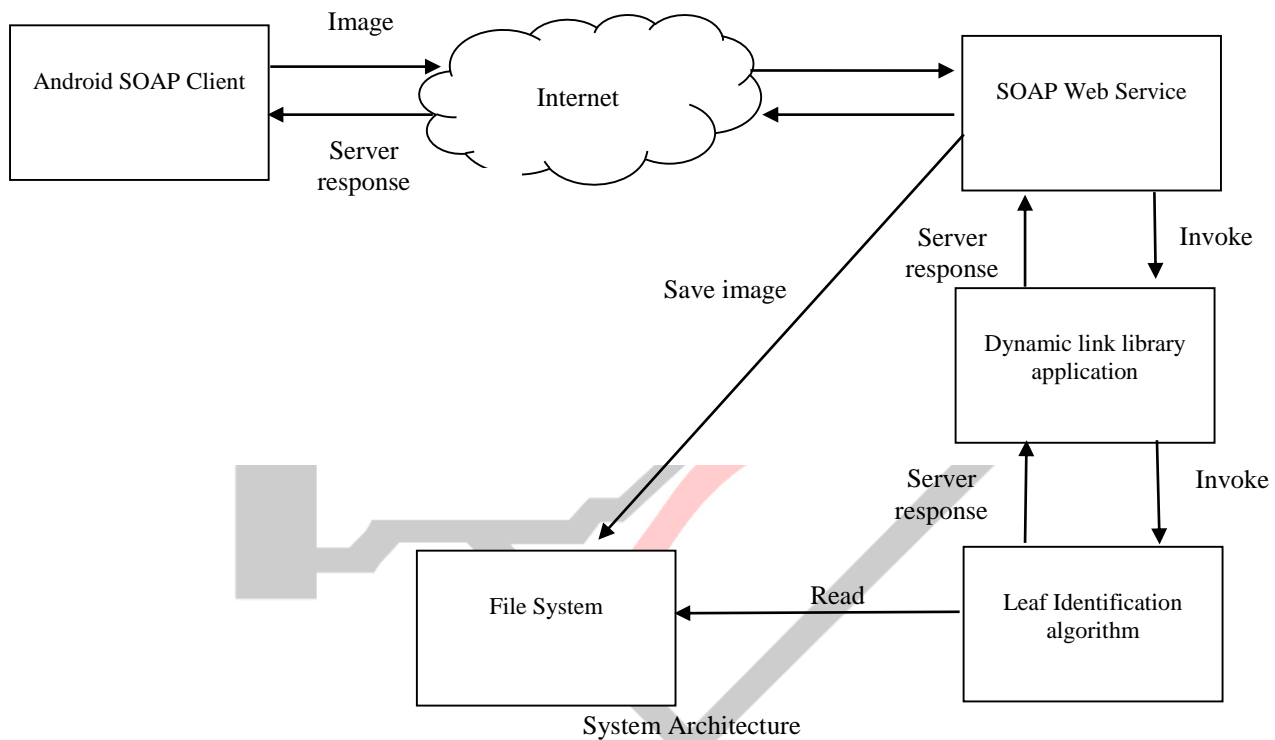 Image
Android SOAP Client
Internet
SOAP Web Service
Server
response
Server
response
Invoke
Save image
Dynamic link library
application
Server
response
Invoke
File System
Read
Leaf Identification
algorithm
System Architecture